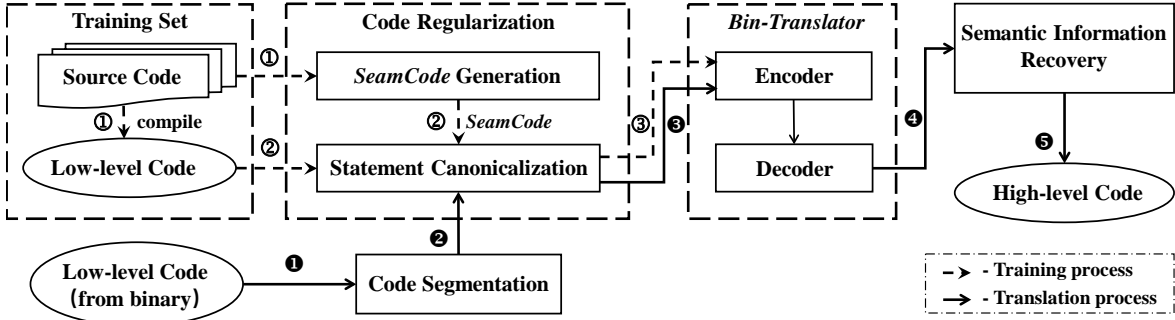 Training Set
Source Code
①
① compile
Low-level Code
②
Code Regularization
SeamCode Generation
② SeamCode
Statement Canonicalization
③
❸
Bin-Translator
Encoder
Decoder
❹
Semantic Information
Recovery
❺
High-level Code
Low-level Code
(from binary)
❶
Code Segmentation
❷
- Training process
- Translation process